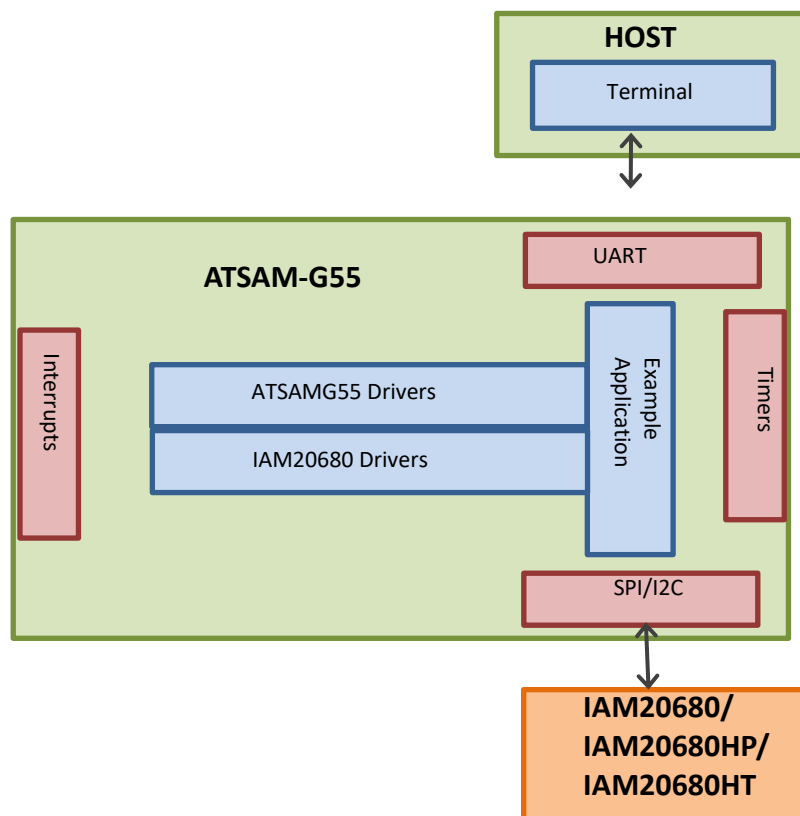 HOST
Terminal
UART
ATSAM-G55
Interrupts
ATSAMG55 Drivers
IAM20680 Drivers
Example
Application
Timers
SPI/I2C
IAM20680/
IAM20680HP/
IAM20680HT